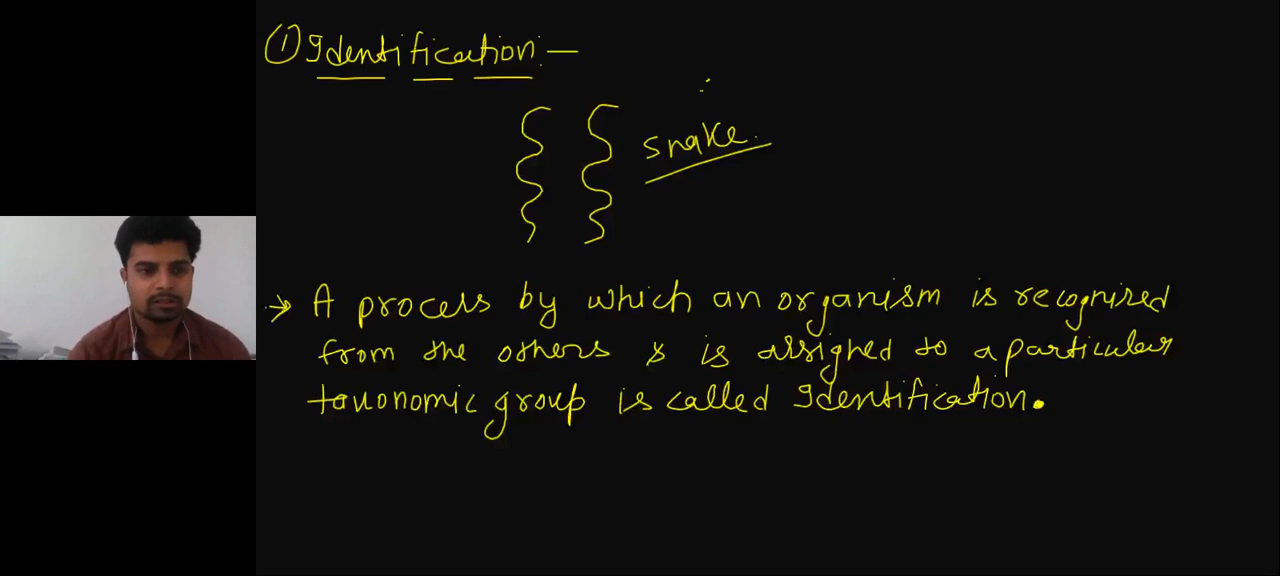 ① Identification:—
snake.
→ A process by which an organism is recognized
from the others & is assigned to a particular
taxonomic group is called Identification.